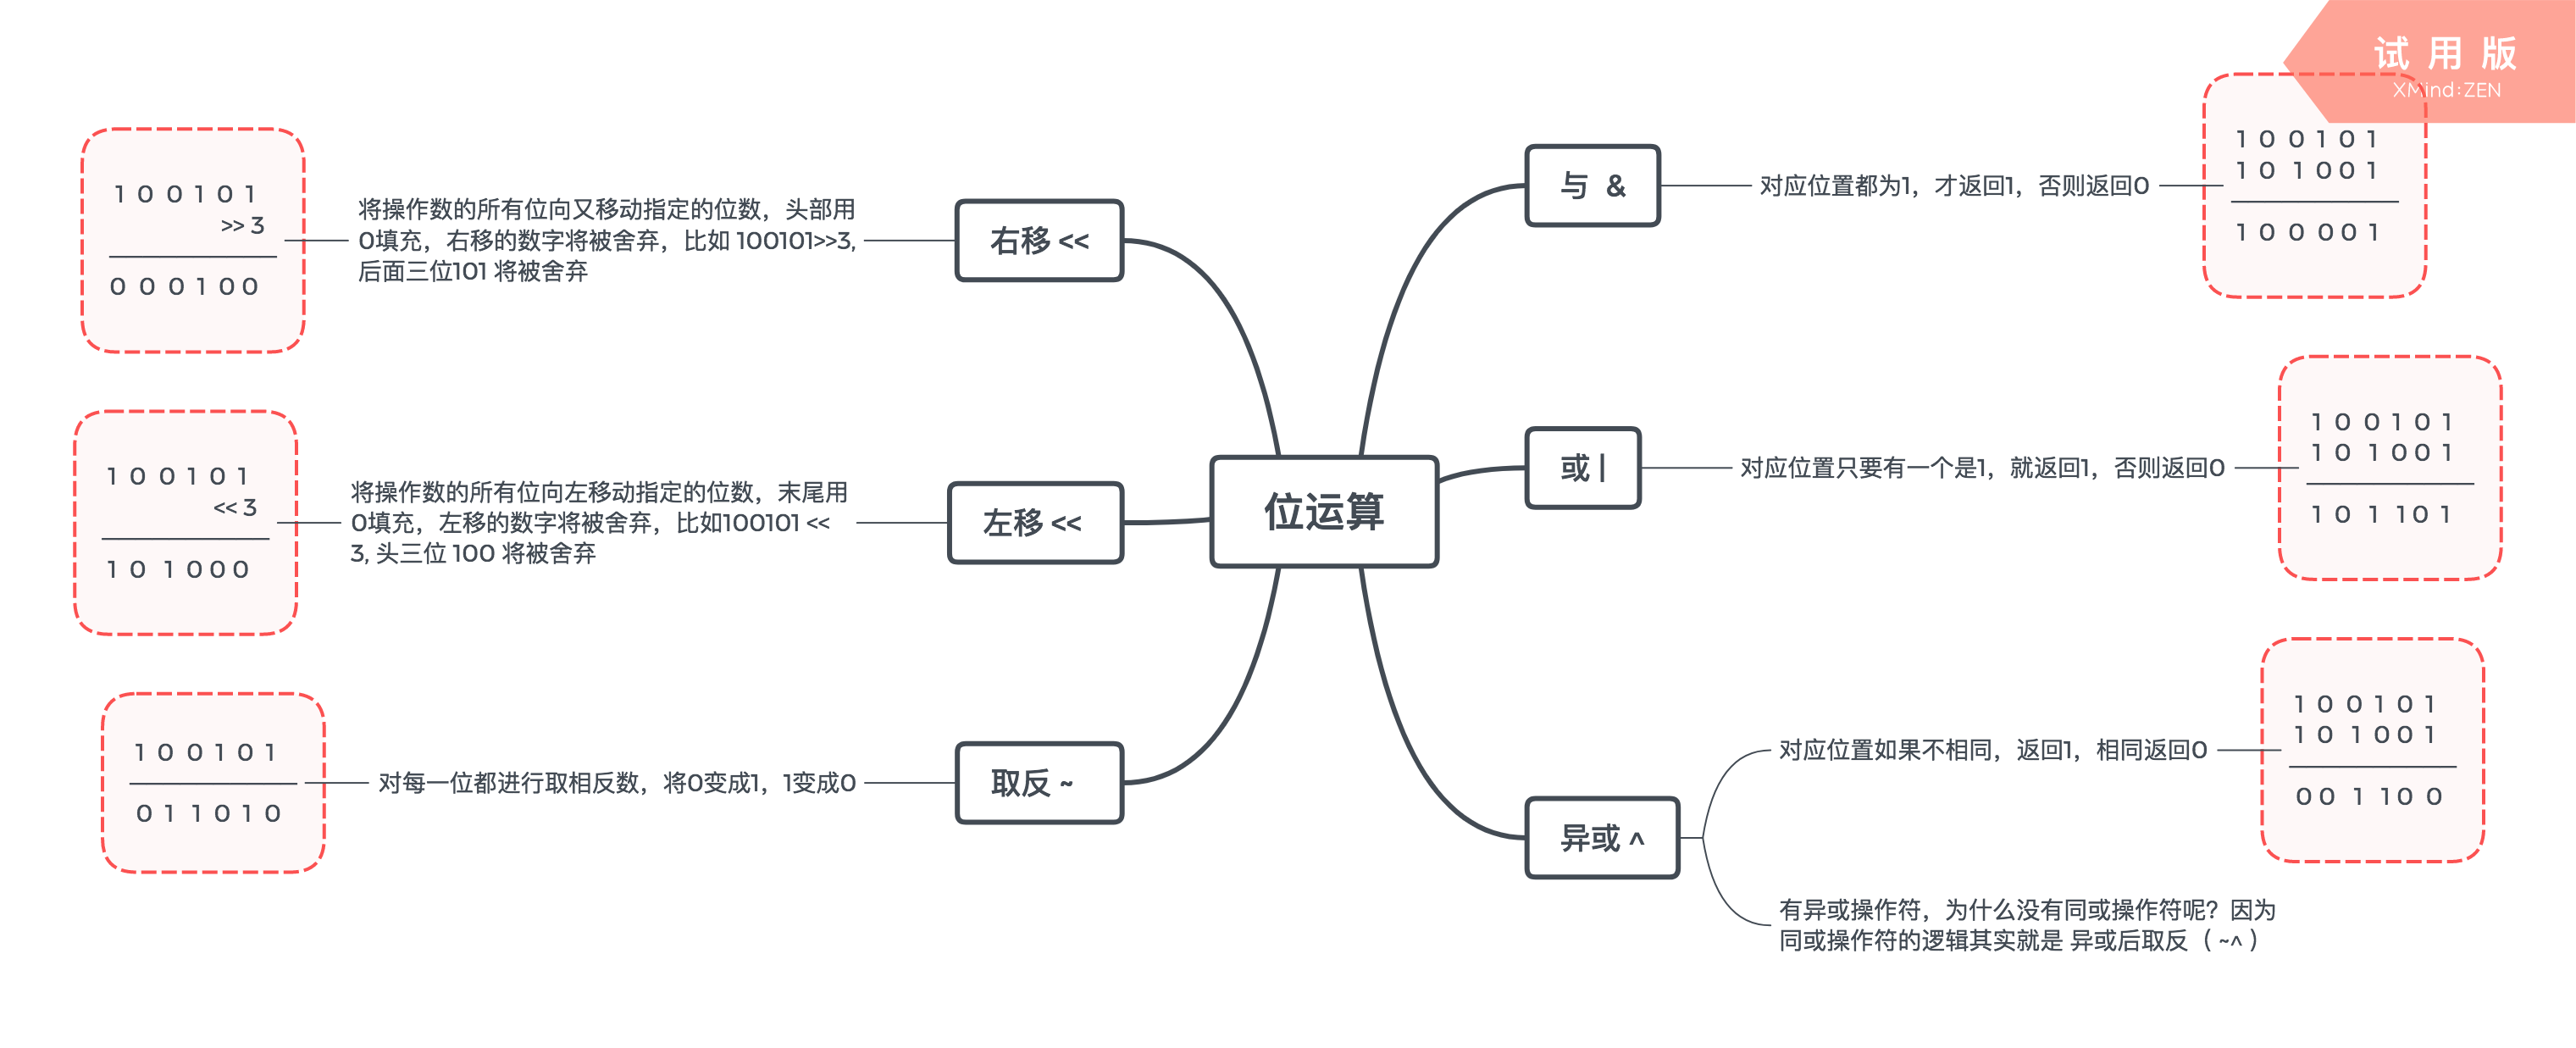 试 用 版
XMind:ZEN
位运算
与 &
对应位置都为1，才返回1，否则返回0
1 0 0 1 0 1
1 0 1 0 0 1
1 0 0 0 0 1
或 |
对应位置只要有一个是1，就返回1，否则返回0
1 0 0 1 0 1
1 0 1 0 0 1
1 0 1 1 0 1
异或 ^
对应位置如果不相同，返回1，相同返回0
1 0 0 1 0 1
1 0 1 0 0 1
0 0 1 1 0 0
有异或操作符，为什么没有同或操作符呢？因为
同或操作符的逻辑其实就是 异或后取反（ ~^ ）
右移 <<
将操作数的所有位向又移动指定的位数，头部用
0填充，右移的数字将被舍弃，比如 100101>>3,
后面三位101 将被舍弃
1 0 0 1 0 1
>> 3
0 0 0 1 0 0
左移 <<
将操作数的所有位向左移动指定的位数，末尾用
0填充，左移的数字将被舍弃，比如100101 <<
3, 头三位 100 将被舍弃
1 0 0 1 0 1
<< 3
1 0 1 0 0 0
取反 ~
对每一位都进行取相反数，将0变成1，1变成0
1 0 0 1 0 1
0 1 1 0 1 0